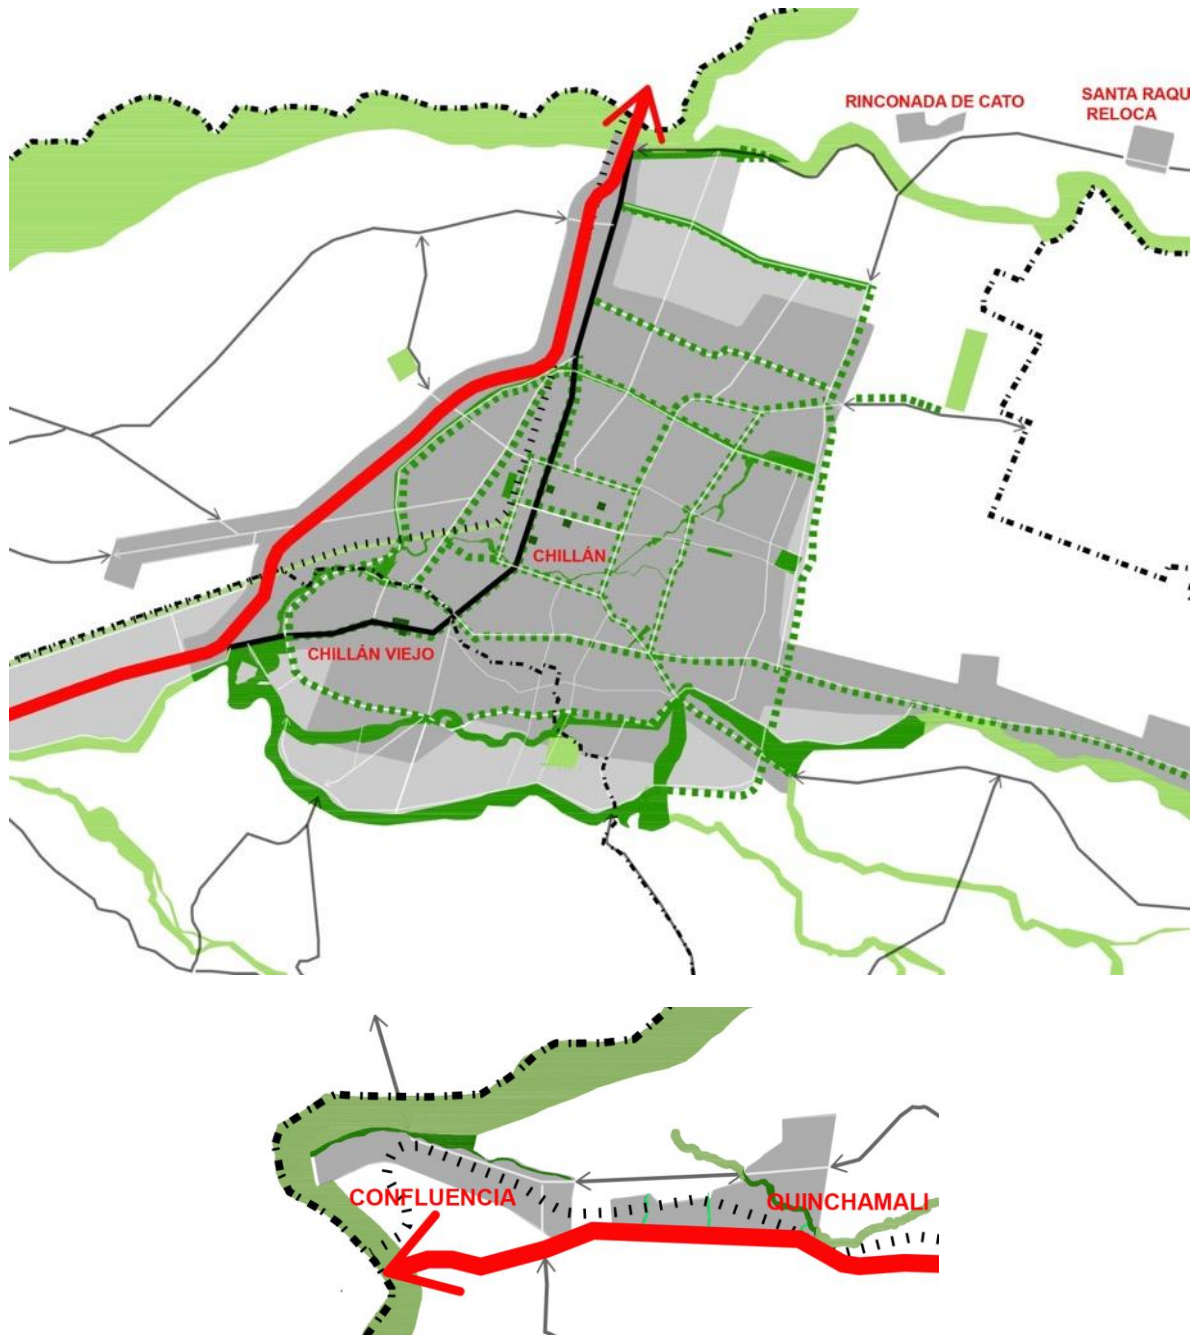 RINCONADA DE CATO
SANTA RAQU
RELOCA
CHILLÁN
CHILLÁN VIEJO
CONFLUENCIA
QUINCHAMALI